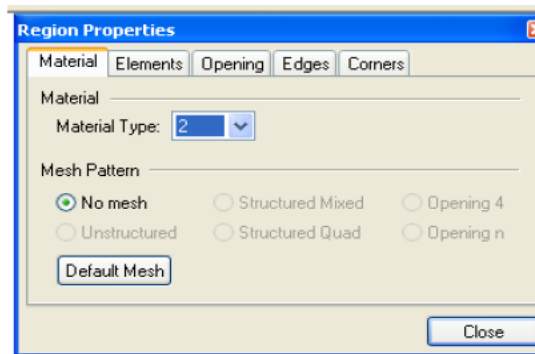 Region Properties
Material Elements Opening Edges Corners
Material
Material Type: 2
Mesh Pattern
No mesh Structured Mixed Opening 4
Unstructured Structured Quad Opening n
Default Mesh
Close